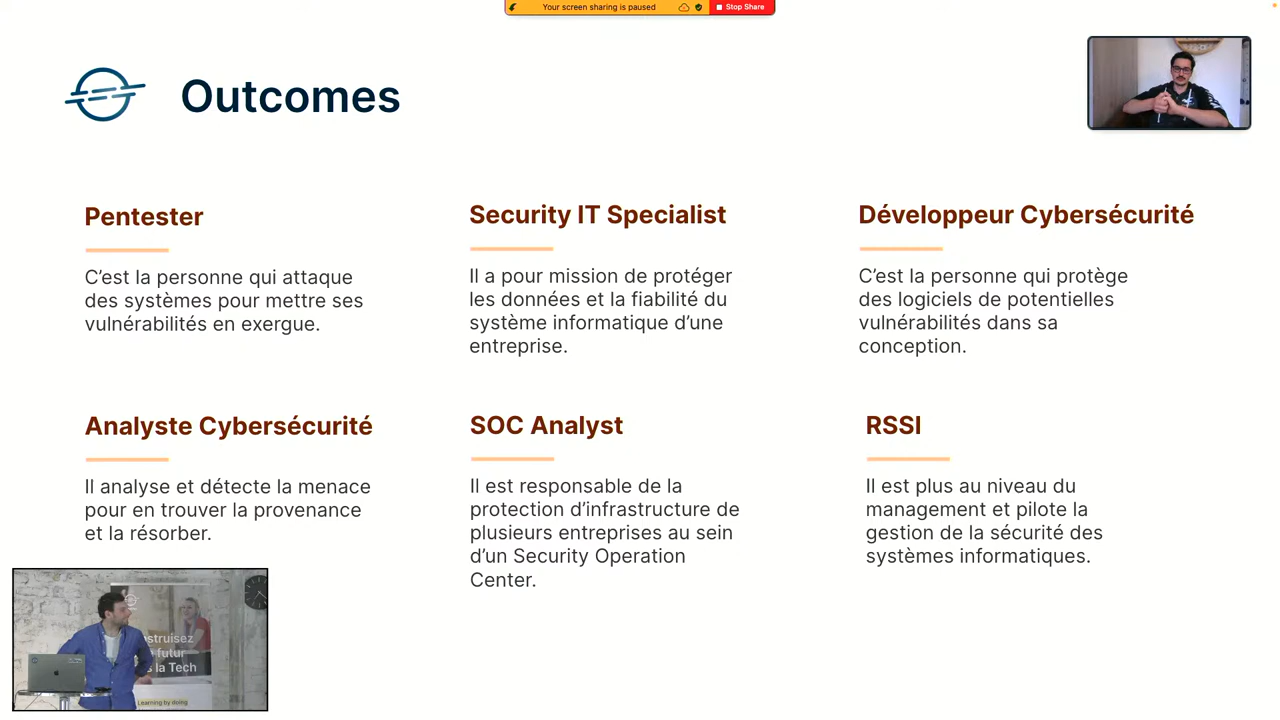 Your screen sharing is paused
Stop Share
Outcomes
Pentester
C’est la personne qui attaque
des systèmes pour mettre ses
vulnérabilités en exergue.
Security IT Specialist
Il a pour mission de protéger
les données et la fiabilité du
système informatique d’une
entreprise.
Développeur Cybersécurité
C’est la personne qui protège
des logiciels de potentielles
vulnérabilités dans sa
conception.
Analyste Cybersécurité
Il analyse et détecte la menace
pour en trouver la provenance
et la résorber.
SOC Analyst
Il est responsable de la
protection d’infrastructure de
plusieurs entreprises au sein
d’un Security Operation
Center.
RSSI
Il est plus au niveau du
management et pilote la
gestion de la sécurité des
systèmes informatiques.
futur
la Tech
Learning by doing